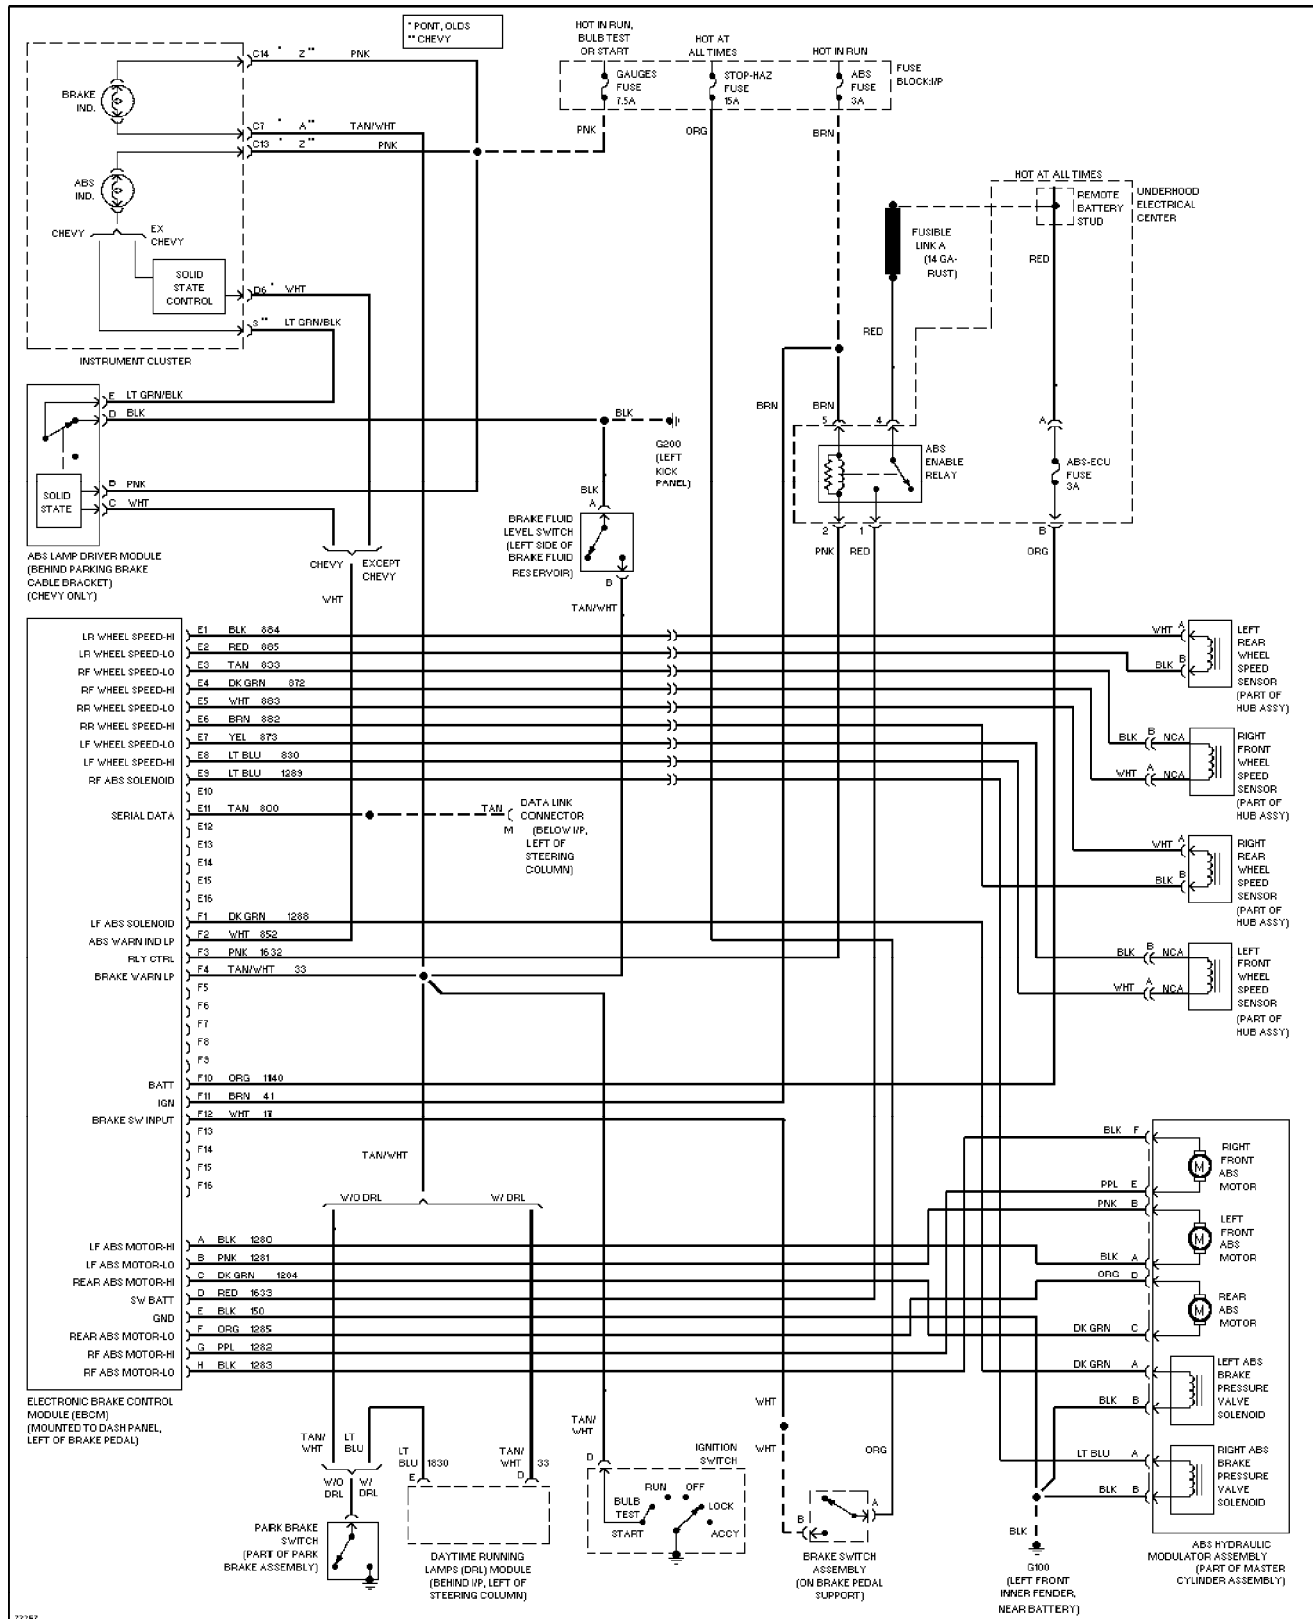 * PONT, OLDS
** CHEVY
HOT IN RUN,
BULB TEST
OR START
HOT AT
ALL TIMES
HOT IN RUN
GAUGES
FUSE
7.5A
STOP-HAZ
FUSE
15A
ABS
FUSE
3A
FUSE
BLOCK:I/P
PNK
ORG
BRN
C14 * Z** PNK
BRAKE
IND.
C7 * A** TAN/WHT
C13 * Z** PNK
ABS
IND.
CHEVY
EX
CHEVY
SOLID
STATE
CONTROL
D6 * WHT
3 ** LT GRN/BLK
INSTRUMENT CLUSTER
HOT AT ALL TIMES
REMOTE
BATTERY
STUD
UNDERHOOD
ELECTRICAL
CENTER
FUSIBLE
LINK A
(14 GA-
RUST)
RED
RED
E LT GRN/BLK
D BLK
BLK
G200
(LEFT
KICK
PANEL)
B PNK
C WHT
SOLID
STATE
ABS LAMP DRIVER MODULE
(BEHIND PARKING BRAKE
CABLE BRACKET)
(CHEVY ONLY)
CHEVY
EXCEPT
CHEVY
WHT
BLK
A
BRAKE FLUID
LEVEL SWITCH
(LEFT SIDE OF
BRAKE FLUID
RESERVOIR)
B
TAN/WHT
BRN
BRN
5
4
A
ABS
ENABLE
RELAY
ABS-ECU
FUSE
3A
2
1
B
PNK
RED
ORG
LR WHEEL SPEED-HI E1 BLK 884
LR WHEEL SPEED-LO E2 RED 885
RF WHEEL SPEED-LO E3 TAN 833
RF WHEEL SPEED-HI E4 DK GRN 872
RR WHEEL SPEED-LO E5 WHT 883
RR WHEEL SPEED-HI E6 BRN 882
LF WHEEL SPEED-LO E7 YEL 873
LF WHEEL SPEED-HI E8 LT BLU 830
RF ABS SOLENOID E9 LT BLU 1289
E10
SERIAL DATA E11 TAN 800
E12
E13
E14
E15
E16
TAN
M
DATA LINK
CONNECTOR
(BELOW I/P,
LEFT OF
STEERING
COLUMN)
LF ABS SOLENOID F1 DK GRN 1288
ABS WARN IND LP F2 WHT 852
RLY CTRL F3 PNK 1632
BRAKE WARN LP F4 TAN/WHT 33
F5
F6
F7
F8
F9
BATT F10 ORG 1140
IGN F11 BRN 41
BRAKE SW INPUT F12 WHT 17
F13
F14
F15
F16
LF ABS MOTOR-HI A BLK 1280
LF ABS MOTOR-LO B PNK 1281
REAR ABS MOTOR-HI C DK GRN 1284
SW BATT D RED 1633
GND E BLK 150
REAR ABS MOTOR-LO F ORG 1285
RF ABS MOTOR-HI G PPL 1282
RF ABS MOTOR-LO H BLK 1283
ELECTRONIC BRAKE CONTROL
MODULE (EBCM)
(MOUNTED TO DASH PANEL,
LEFT OF BRAKE PEDAL)
WHT A
BLK B
LEFT
REAR
WHEEL
SPEED
SENSOR
(PART OF
HUB ASSY)
BLK B NCA
WHT A NCA
RIGHT
FRONT
WHEEL
SPEED
SENSOR
(PART OF
HUB ASSY)
WHT A
BLK B
RIGHT
REAR
WHEEL
SPEED
SENSOR
(PART OF
HUB ASSY)
BLK B NCA
WHT A NCA
LEFT
FRONT
WHEEL
SPEED
SENSOR
(PART OF
HUB ASSY)
TAN/WHT
W/O DRL
W/ DRL
BLK F
PPL E
M
RIGHT
FRONT
ABS
MOTOR
PNK B
BLK A
M
LEFT
FRONT
ABS
MOTOR
ORG D
DK GRN C
M
REAR
ABS
MOTOR
DK GRN A
BLK B
LEFT ABS
BRAKE
PRESSURE
VALVE
SOLENOID
LT BLU A
BLK B
RIGHT ABS
BRAKE
PRESSURE
VALVE
SOLENOID
ABS HYDRAULIC
MODULATOR ASSEMBLY
(PART OF MASTER
CYLINDER ASSEMBLY)
TAN/
WHT
LT
BLU
W/O
DRL
W/
DRL
PARK BRAKE
SWITCH
(PART OF PARK
BRAKE ASSEMBLY)
LT
BLU 1830
E
TAN/
WHT 33
D
DAYTIME RUNNING
LAMPS (DRL) MODULE
(BEHIND I/P, LEFT OF
STEERING COLUMN)
TAN/
WHT
D
IGNITION
SWITCH
RUN
OFF
BULB
TEST
LOCK
START
ACCY
WHT
WHT
ORG
B
A
BRAKE SWITCH
ASSEMBLY
(ON BRAKE PEDAL
SUPPORT)
BLK
G100
(LEFT FRONT
INNER FENDER,
NEAR BATTERY)